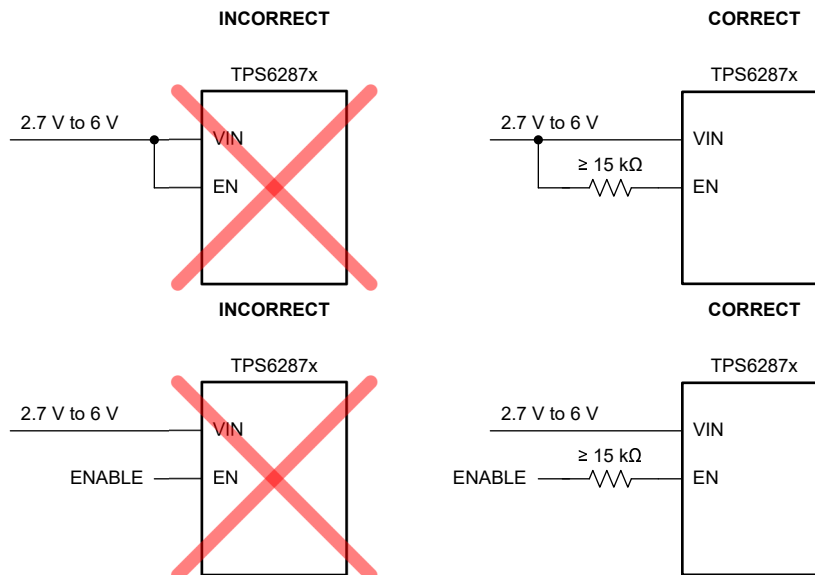 INCORRECT
CORRECT
TPS6287x
TPS6287x
2.7 V to 6 V
VIN
EN
2.7 V to 6 V
≥ 15 kΩ
VIN
EN
INCORRECT
CORRECT
TPS6287x
TPS6287x
2.7 V to 6 V
VIN
ENABLE
EN
2.7 V to 6 V
VIN
≥ 15 kΩ
ENABLE
EN